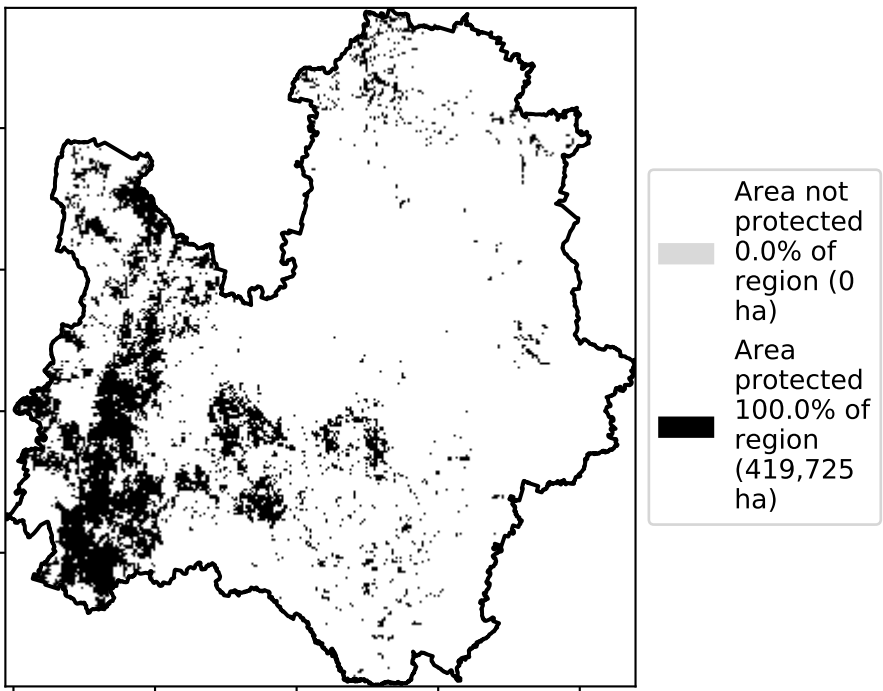 Area not
protected
0.0% of
region (0
ha)
Area
protected
100.0% of
region
(419,725
ha)